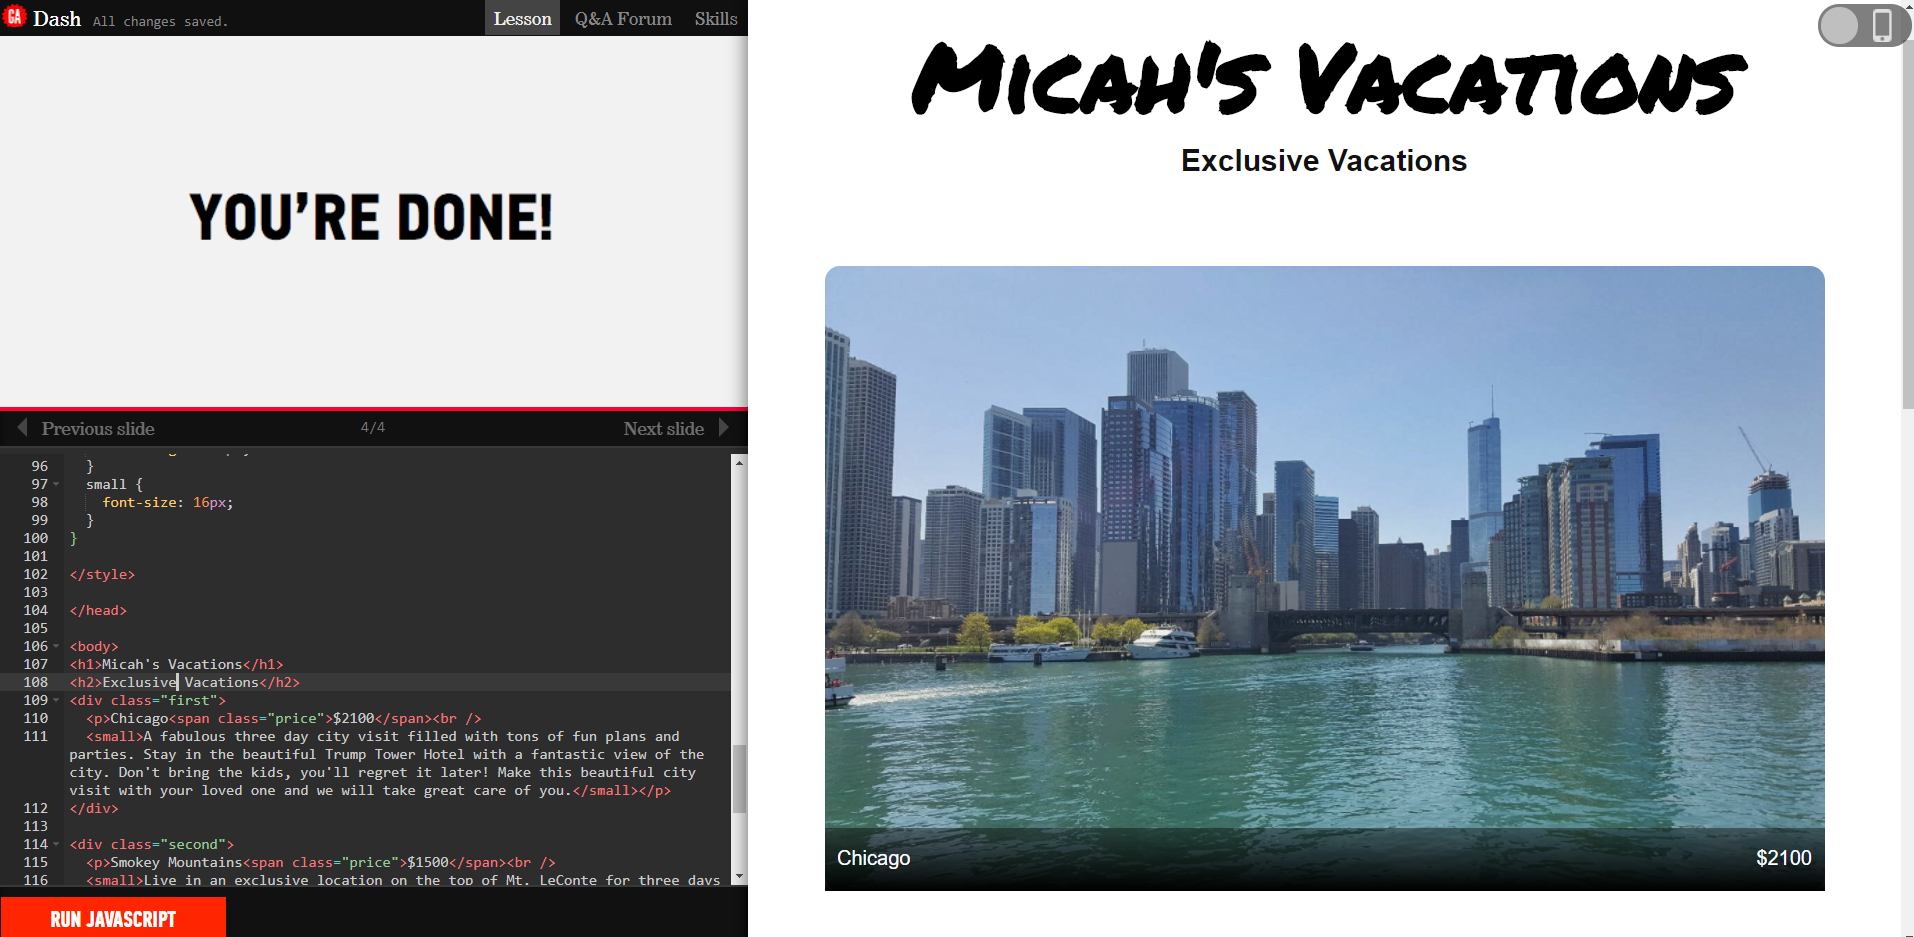 GA Dash All changes saved. Lesson Q&A Forum Skills
YOU'RE DONE!
Previous slide 4/4 Next slide
96 }
97 small {
98 font-size: 16px;
99 }
100 }
101
102 </style>
103
104 </head>
105
106 <body>
107 <h1>Micah's Vacations</h1>
108 <h2>Exclusive Vacations</h2>
109 <div class="first">
110 <p>Chicago<span class="price">$2100</span><br />
111 <small>A fabulous three day city visit filled with tons of fun plans and
parties. Stay in the beautiful Trump Tower Hotel with a fantastic view of the
city. Don't bring the kids, you'll regret it later! Make this beautiful city
visit with your loved one and we will take great care of you.</small></p>
112 </div>
113
114 <div class="second">
115 <p>Smokey Mountains<span class="price">$1500</span><br />
116 <small>Live in an exclusive location on the top of Mt. LeConte for three days
RUN JAVASCRIPT
Micah's Vacations
Exclusive Vacations
Chicago $2100